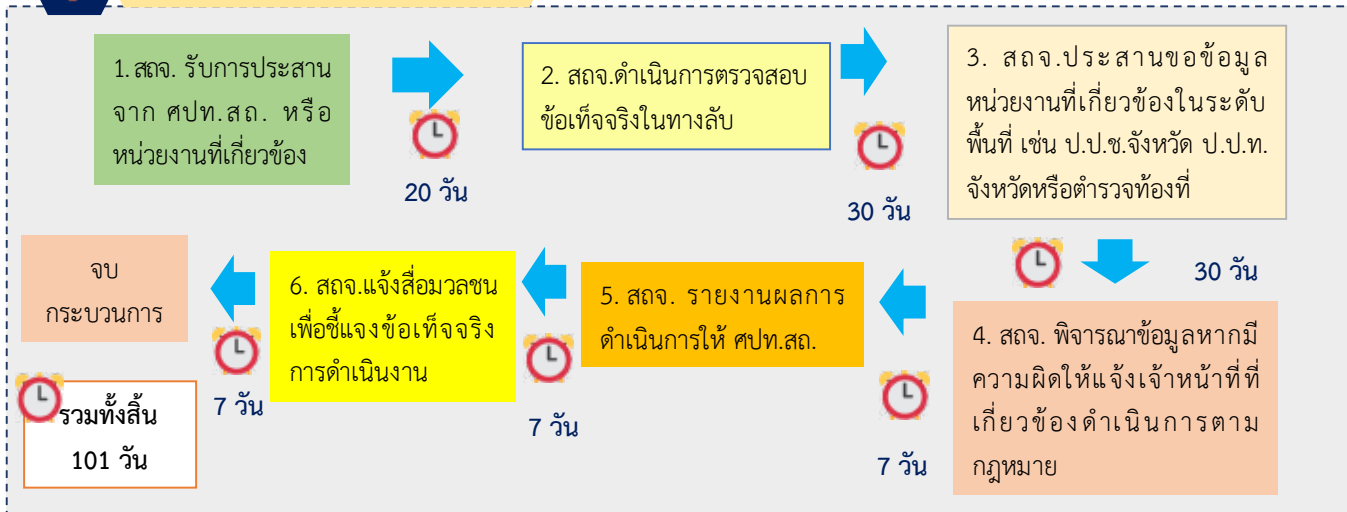 1. สถจ. รับการประสาน
จาก ศปท.สถ. หรือ
หน่วยงานที่เกี่ยวข้อง
20 วัน
2. สถจ.ดำเนินการตรวจสอบ
ข้อเท็จจริงในทางลับ
30 วัน
3. สถจ.ประสานขอข้อมูล
หน่วยงานที่เกี่ยวข้องในระดับ
พื้นที่ เช่น ป.ป.ช.จังหวัด ป.ป.ท.
จังหวัดหรือตำรวจท้องที่
30 วัน
4. สถจ. พิจารณาข้อมูลหากมี
ความผิดให้แจ้งเจ้าหน้าที่ที่
เกี่ยวข้องดำเนินการตาม
กฎหมาย
7 วัน
5. สถจ. รายงานผลการ
ดำเนินการให้ ศปท.สถ.
7 วัน
6. สถจ.แจ้งสื่อมวลชน
เพื่อชี้แจงข้อเท็จจริง
การดำเนินงาน
7 วัน
จบ
กระบวนการ
รวมทั้งสิ้น
101 วัน